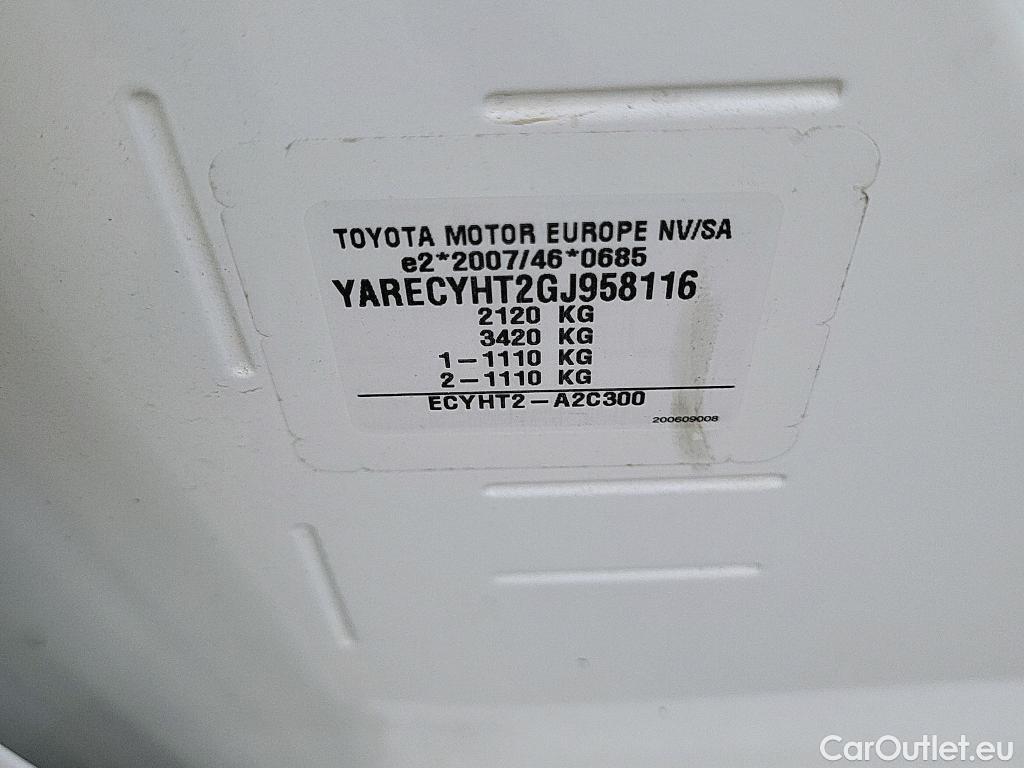 TOYOTA MOTOR EUROPE NV/SA
e2*2007/46*0685
YARECYHT2GJ958116
2120 KG
3420 KG
1-1110 KG
2-1110 KG
ECYHT2-A2C300
200609008
CarOutlet.eu